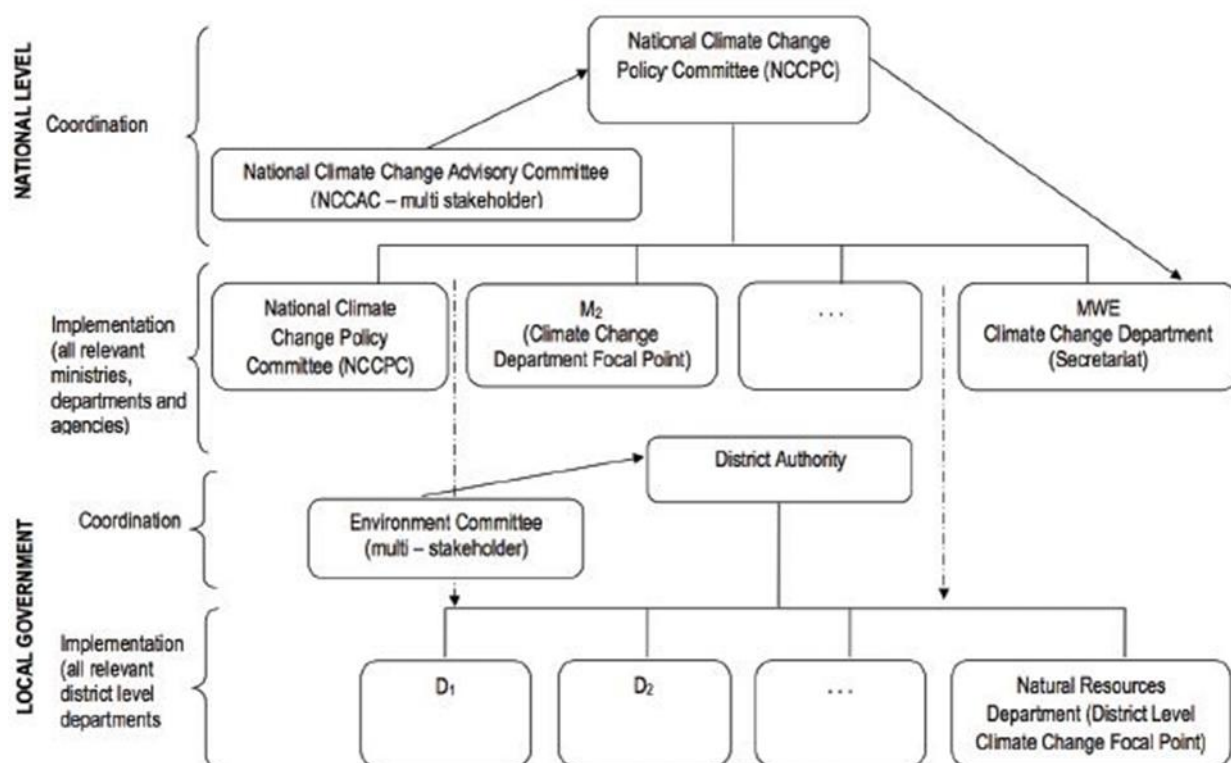 NATIONAL LEVEL
Coordination
National Climate Change
Policy Committee (NCCPC)
National Climate Change Advisory Committee
(NCCAC – multi stakeholder)
Implementation
(all relevant
ministries,
departments and
agencies)
National Climate
Change Policy
Committee (NCCPC)
M2
(Climate Change
Department Focal Point)
...
MWE
Climate Change Department
(Secretariat)
LOCAL GOVERNMENT
Coordination
District Authority
Environment Committee
(multi – stakeholder)
Implementation
(all relevant
district level
departments
D1
D2
...
Natural Resources
Department (District Level
Climate Change Focal Point)